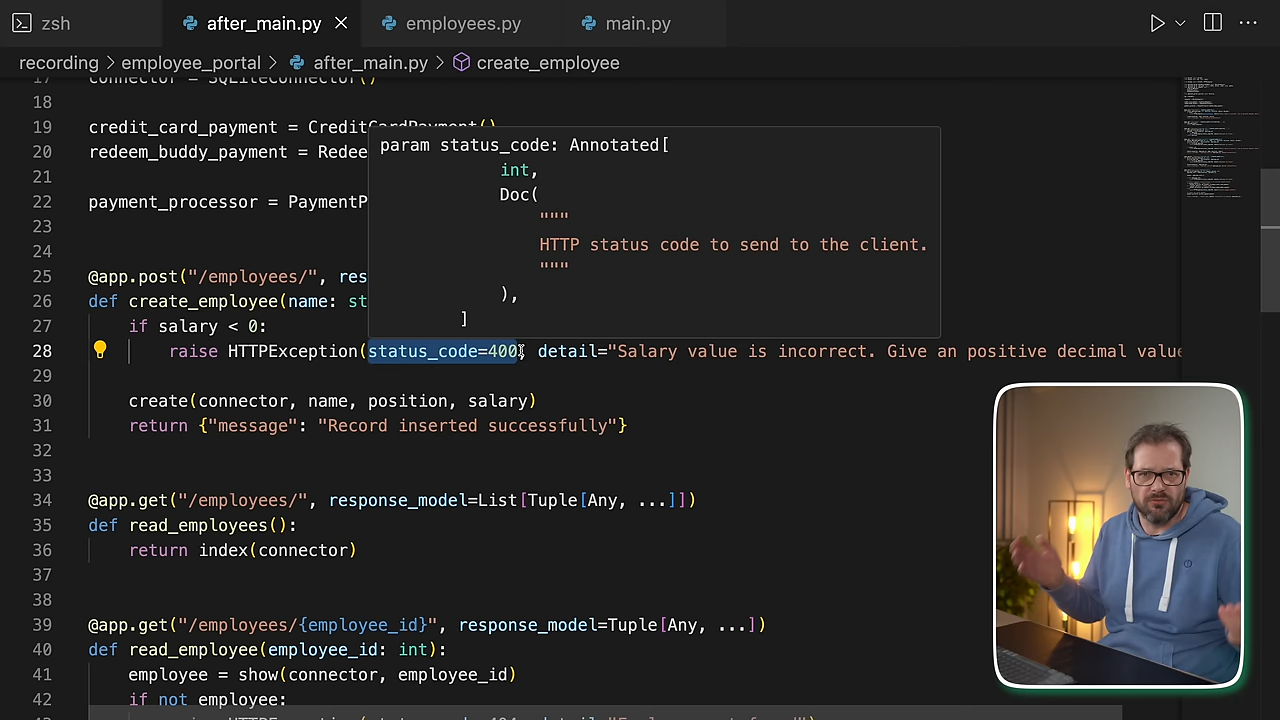 zsh
after_main.py
employees.py
main.py
recording > employee_portal > after_main.py > create_employee
17 connector = SQLiteConnector()
18
19 credit_card_payment = CreditCardPayment()
20 redeem_buddy_payment = Redee
21
22 payment_processor = PaymentP
23
24
25 @app.post("/employees/", res
26 def create_employee(name: st
27 if salary < 0:
28 raise HTTPException(status_code=400, detail="Salary value is incorrect. Give an positive decimal value
29
30 create(connector, name, position, salary)
31 return {"message": "Record inserted successfully"}
32
33
34 @app.get("/employees/", response_model=List[Tuple[Any, ...]])
35 def read_employees():
36 return index(connector)
37
38
39 @app.get("/employees/{employee_id}", response_model=Tuple[Any, ...])
40 def read_employee(employee_id: int):
41 employee = show(connector, employee_id)
42 if not employee:
param status_code: Annotated[
int,
Doc(
"""
HTTP status code to send to the client.
"""
),
]